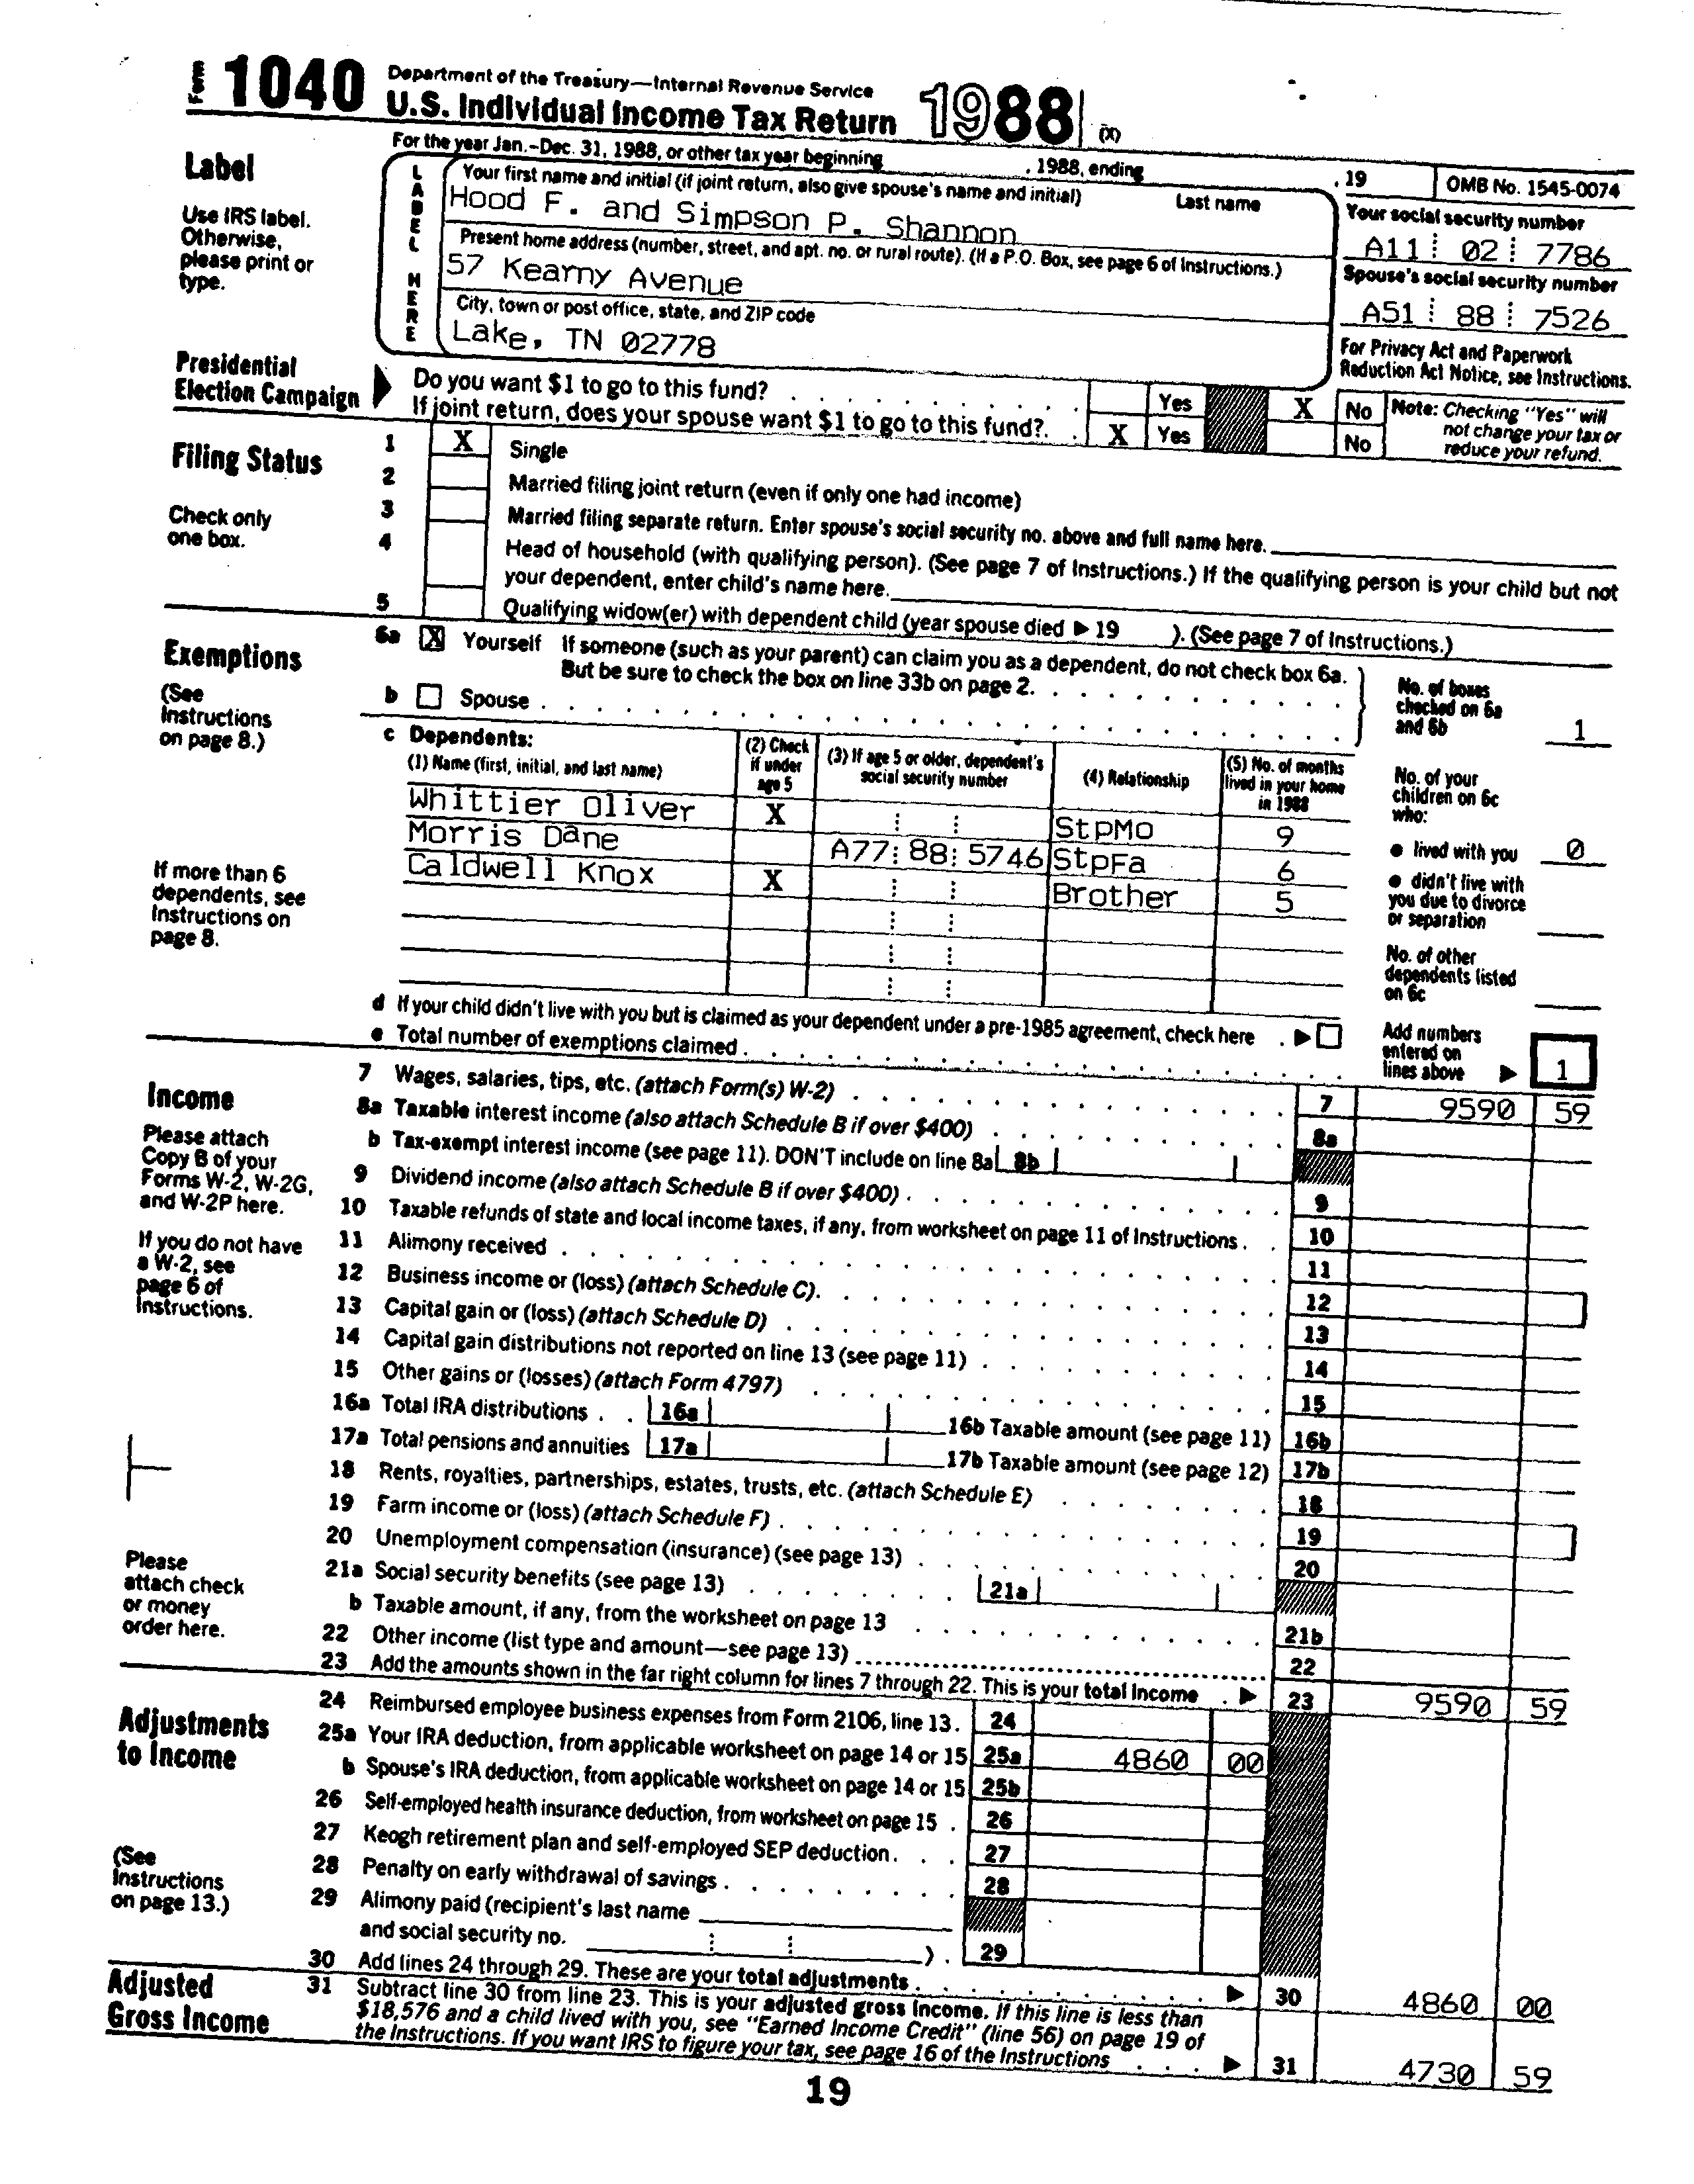 Form 1040 Department of the Treasury—Internal Revenue Service
U.S. Individual Income Tax Return 1988 (X)
For the year Jan.–Dec. 31, 1988, or other tax year beginning , 1988, ending , 19 OMB No. 1545-0074
Label
Use IRS label.
Otherwise,
please print or
type.
LABEL HERE
Your first name and initial (if joint return, also give spouse's name and initial) Last name
Hood F. and Simpson P. Shannon
Present home address (number, street, and apt. no. or rural route). (If a P.O. Box, see page 6 of Instructions.)
57 Kearny Avenue
City, town or post office, state, and ZIP code
Lake, TN 02778
Your social security number
A11 02 7786
Spouse's social security number
A51 88 7526
For Privacy Act and Paperwork
Reduction Act Notice, see Instructions.
Presidential
Election Campaign
Do you want $1 to go to this fund? Yes X No
If joint return, does your spouse want $1 to go to this fund? X Yes No
Note: Checking "Yes" will
not change your tax or
reduce your refund.
Filing Status
Check only
one box.
1 X Single
2 Married filing joint return (even if only one had income)
3 Married filing separate return. Enter spouse's social security no. above and full name here.
4 Head of household (with qualifying person). (See page 7 of Instructions.) If the qualifying person is your child but not
your dependent, enter child's name here.
5 Qualifying widow(er) with dependent child (year spouse died ▶ 19 ). (See page 7 of Instructions.)
Exemptions
(See
Instructions
on page 8.)
6a X Yourself If someone (such as your parent) can claim you as a dependent, do not check box 6a.
But be sure to check the box on line 33b on page 2.
b Spouse
No. of boxes
checked on 6a
and 6b 1
c Dependents:
(1) Name (first, initial, and last name)
(2) Check
if under
age 5
(3) If age 5 or older, dependent's
social security number
(4) Relationship
(5) No. of months
lived in your home
in 1988
Whittier Oliver X StpMo 9
Morris Dane A77 88 5746 StpFa 6
Caldwell Knox X Brother 5
If more than 6
dependents, see
Instructions on
page 8.
No. of your
children on 6c
who:
● lived with you 0
● didn't live with
you due to divorce
or separation
No. of other
dependents listed
on 6c
d If your child didn't live with you but is claimed as your dependent under a pre-1985 agreement, check here ▶
e Total number of exemptions claimed
Add numbers
entered on
lines above ▶ 1
Income
Please attach
Copy B of your
Forms W-2, W-2G,
and W-2P here.
If you do not have
a W-2, see
page 6 of
Instructions.
Please
attach check
or money
order here.
7 Wages, salaries, tips, etc. (attach Form(s) W-2) 7 9590 59
8a Taxable interest income (also attach Schedule B if over $400) 8a
b Tax-exempt interest income (see page 11). DON'T include on line 8a 8b
9 Dividend income (also attach Schedule B if over $400) 9
10 Taxable refunds of state and local income taxes, if any, from worksheet on page 11 of Instructions 10
11 Alimony received 11
12 Business income or (loss) (attach Schedule C) 12
13 Capital gain or (loss) (attach Schedule D) 13
14 Capital gain distributions not reported on line 13 (see page 11) 14
15 Other gains or (losses) (attach Form 4797) 15
16a Total IRA distributions 16a 16b Taxable amount (see page 11) 16b
17a Total pensions and annuities 17a 17b Taxable amount (see page 12) 17b
18 Rents, royalties, partnerships, estates, trusts, etc. (attach Schedule E) 18
19 Farm income or (loss) (attach Schedule F) 19
20 Unemployment compensation (insurance) (see page 13) 20
21a Social security benefits (see page 13) 21a
b Taxable amount, if any, from the worksheet on page 13 21b
22 Other income (list type and amount—see page 13) 22
23 Add the amounts shown in the far right column for lines 7 through 22. This is your total income ▶ 23 9590 59
Adjustments
to Income
(See
Instructions
on page 13.)
24 Reimbursed employee business expenses from Form 2106, line 13. 24
25a Your IRA deduction, from applicable worksheet on page 14 or 15 25a 4860 00
b Spouse's IRA deduction, from applicable worksheet on page 14 or 15 25b
26 Self-employed health insurance deduction, from worksheet on page 15 26
27 Keogh retirement plan and self-employed SEP deduction 27
28 Penalty on early withdrawal of savings 28
29 Alimony paid (recipient's last name
and social security no. ) 29
30 Add lines 24 through 29. These are your total adjustments ▶ 30 4860 00
Adjusted
Gross Income
31 Subtract line 30 from line 23. This is your adjusted gross income. If this line is less than
$18,576 and a child lived with you, see "Earned Income Credit" (line 56) on page 19 of
the Instructions. If you want IRS to figure your tax, see page 16 of the Instructions ▶ 31 4730 59
19